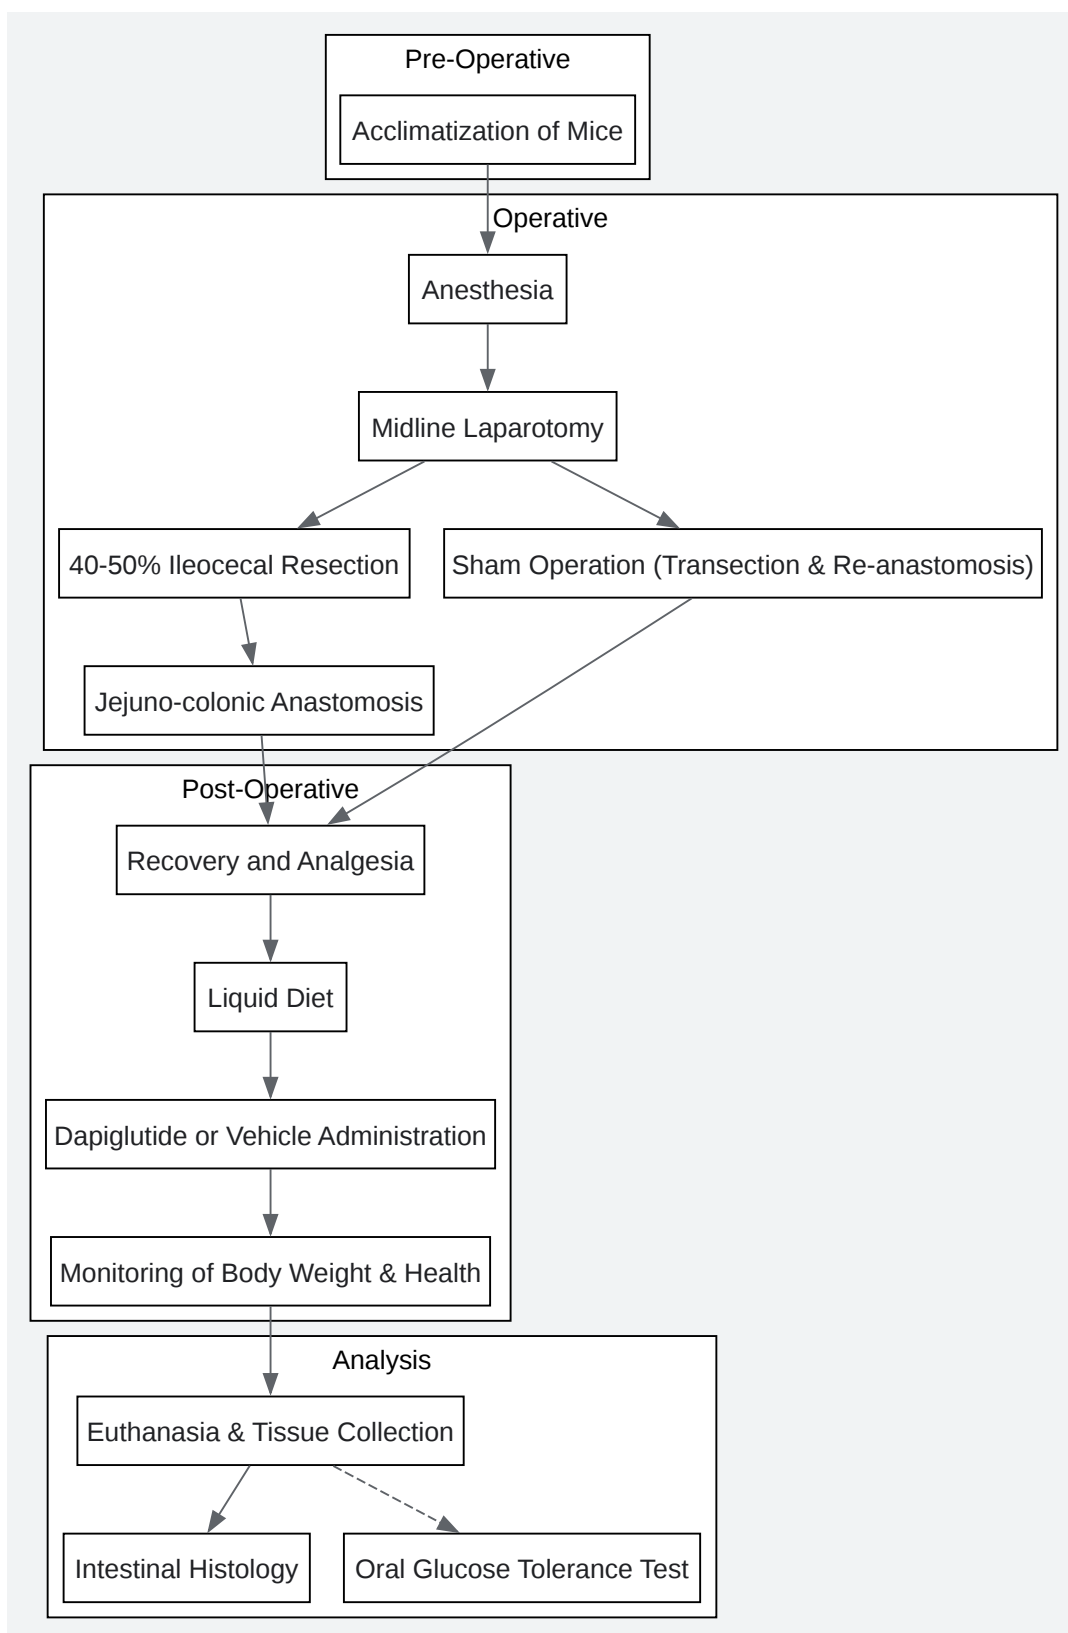 Pre-Operative
Acclimatization of Mice
Operative
Anesthesia
Midline Laparotomy
40-50% Ileocecal Resection
Sham Operation (Transection & Re-anastomosis)
Jejuno-colonic Anastomosis
Post-Operative
Recovery and Analgesia
Liquid Diet
Dapiglutide or Vehicle Administration
Monitoring of Body Weight & Health
Analysis
Euthanasia & Tissue Collection
Intestinal Histology
Oral Glucose Tolerance Test